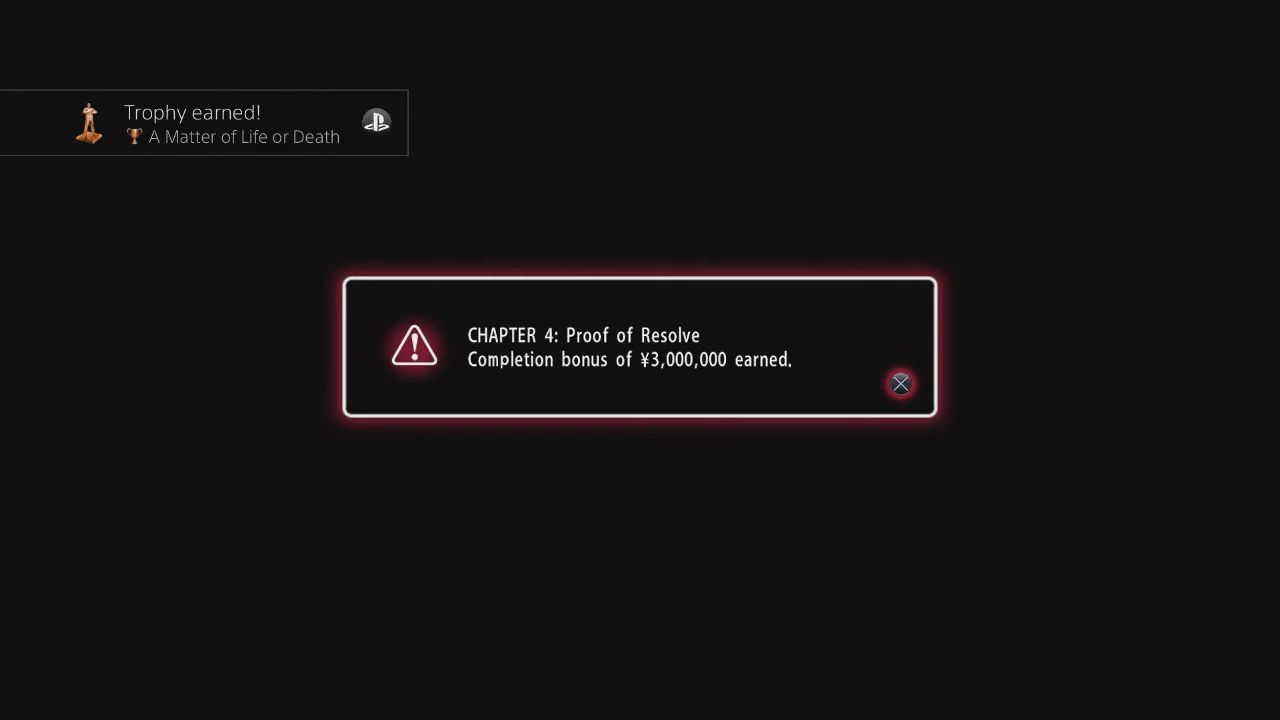 Trophy earned!
A Matter of Life or Death
CHAPTER 4: Proof of Resolve
Completion bonus of ¥3,000,000 earned.